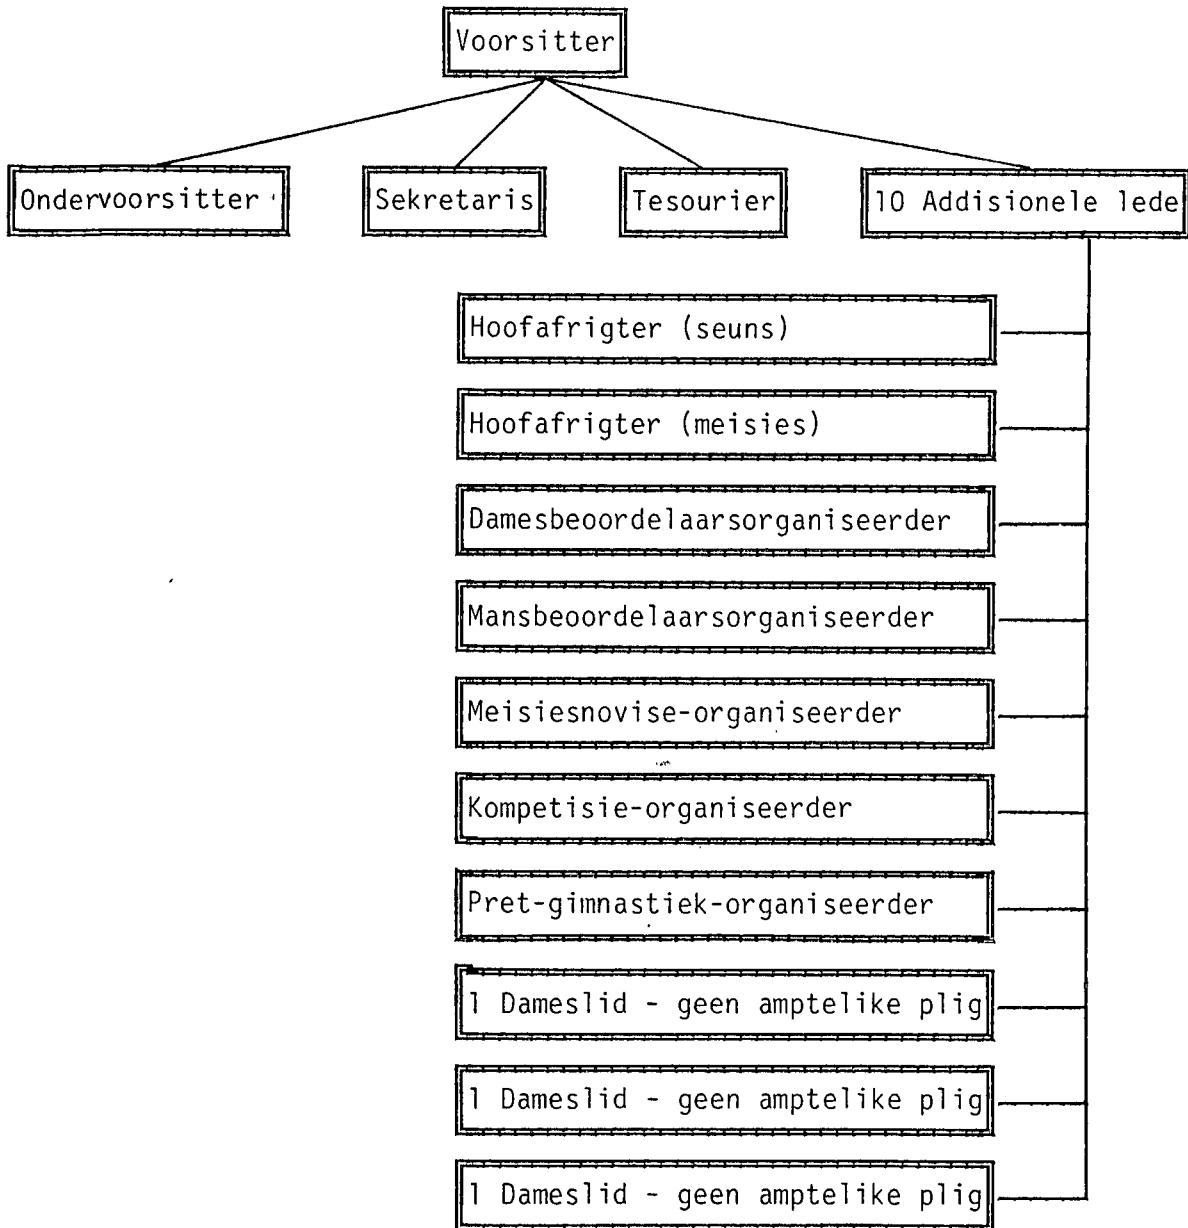 Voorsitter
Ondervoorsitter
Sekretaris
Tesourier
10 Addisionele lede
Hoofafrigter (seuns)
Hoofafrigter (meisies)
Damesbeoordelaarsorganiseerder
Mansbeoordelaarsorganiseerder
Meisiesnovise-organiseerder
Kompetisie-organiseerder
Pret-gimnastiek-organiseerder
1 Dameslid - geen amptelike plig
1 Dameslid - geen amptelike plig
1 Dameslid - geen amptelike plig